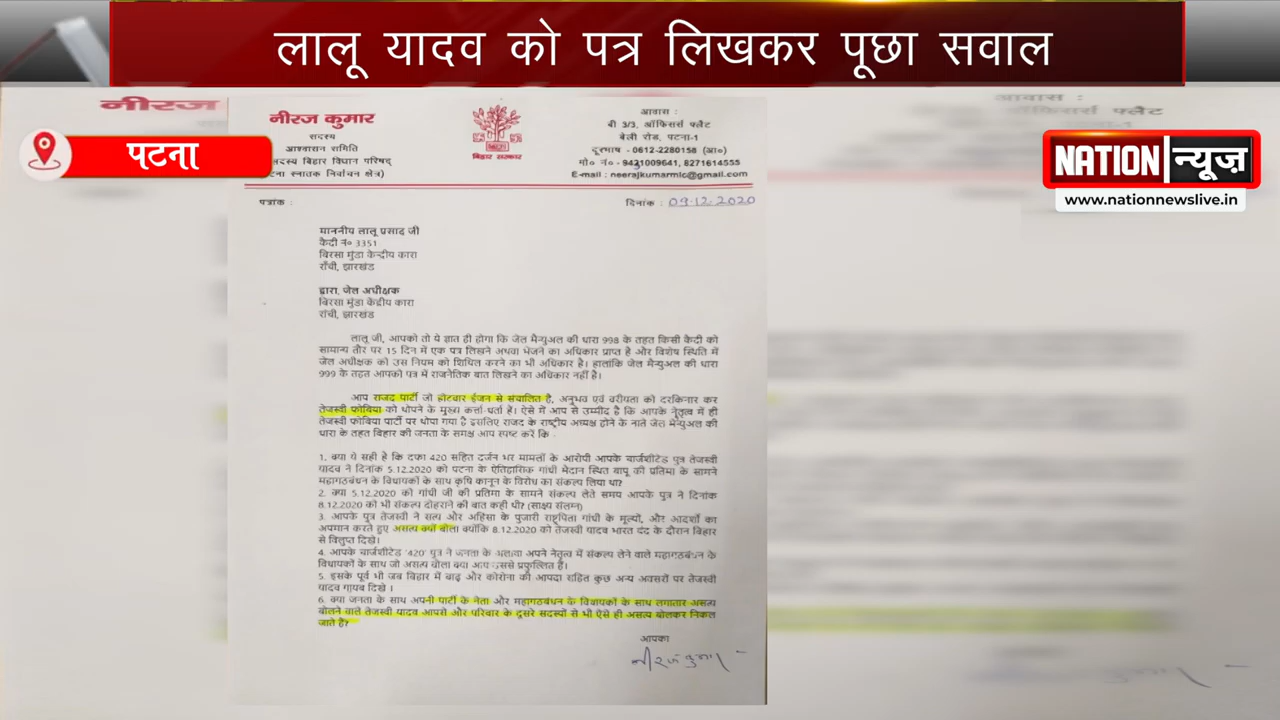 लालू यादव को पत्र लिखकर पूछा सवाल
नीरज
पटना
NATION न्यूज़
www.nationnewslive.in
नीरज कुमार
सदस्य
आश्वासन समिति
सदस्य बिहार विधान परिषद्
टना स्नातक निर्वाचन क्षेत्र)
बिहार सरकार
आवास :
बी 3/3, ऑफिसर्स फ्लैट
बेली रोड, पटना-1
दूरभाष - 0612-2280158 (आ०)
मो० नं० - 9431009641, 8271614555
E-mail : neerajkumarmlc@gmail.com
पत्रांक :
दिनांक : 09.12.2020
माननीय लालू प्रसाद जी
कैदी नं० 3351
बिरसा मुंडा केन्द्रीय कारा
राँची, झारखंड
द्वारा, जेल अधीक्षक
बिरसा मुंडा केंद्रीय कारा
राँची, झारखंड
लालू जी, आपको तो ये ज्ञात ही होगा कि जेल मैन्युअल की धारा 998 के तहत किसी कैदी को
सामान्य तौर पर 15 दिन में एक पत्र लिखने अथवा भेजने का अधिकार प्राप्त है और विशेष स्थिति में
जेल अधीक्षक को उस नियम को शिथिल करने का भी अधिकार है। हालांकि जेल मैन्युअल की धारा
999 के तहत आपको पत्र में राजनैतिक बात लिखने का अधिकार नहीं है।
आप राजद पार्टी जो होटवार ईजन से संचालित है, अनुभव एवं वरीयता को दरकिनार कर
तेजस्वी फोबिया को थोपने के मुख्य कर्त्ता-धर्ता हैं। ऐसे में आप से उम्मीद है कि आपके नेतृत्व में ही
तेजस्वी फोबिया पार्टी पर थोपा गया है इसलिए राजद के राष्ट्रीय अध्यक्ष होने के नाते जेल मैन्युअल की
धारा के तहत बिहार की जनता के समक्ष आप स्पष्ट करें कि
1. क्या ये सही है कि दफा 420 सहित दर्जन भर मामलों के आरोपी आपके चार्जशीटेड पुत्र तेजस्वी
यादव ने दिनांक 5.12.2020 को पटना के ऐतिहासिक गांधी मैदान स्थित बापू की प्रतिमा के सामने
महागठबंधन के विधायकों के साथ कृषि कानून के विरोध का संकल्प लिया था?
2. क्या 5.12.2020 को गांधी जी की प्रतिमा के सामने संकल्प लेते समय आपके पुत्र ने दिनांक
8.12.2020 को भी संकल्प दोहराने की बात कही थी? (साक्ष्य संलग्न)
3. आपके पुत्र तेजस्वी ने सत्य और अहिंसा के पुजारी राष्ट्रपिता गांधी के मूल्यों, और आदर्शों का
अपमान करते हुए असत्य क्यों बोला क्योंकि 8.12.2020 को तेजस्वी यादव भारत बंद के दौरान बिहार
से विलुप्त दिखे।
4. आपके चार्जशीटेड '420' पुत्र ने जनता के अलावा अपने नेतृत्व में संकल्प लेने वाले महागठबंधन के
विधायकों के साथ जो असत्य बोला क्या आप उससे प्रफुल्लित हैं।
5. इसके पूर्व भी जब बिहार में बाढ़ और कोरोना की आपदा सहित कुछ अन्य अवसरों पर तेजस्वी
यादव गायब दिखे ।
6. क्या जनता के साथ अपनी पार्टी के नेता और महागठबंधन के विधायकों के साथ लगातार असत्य
बोलने वाले तेजस्वी यादव आपसे और परिवार के दूसरे सदस्यों से भी ऐसे ही असत्य बोलकर निकल
जाते हैं?
आपका
नीरज कुमार